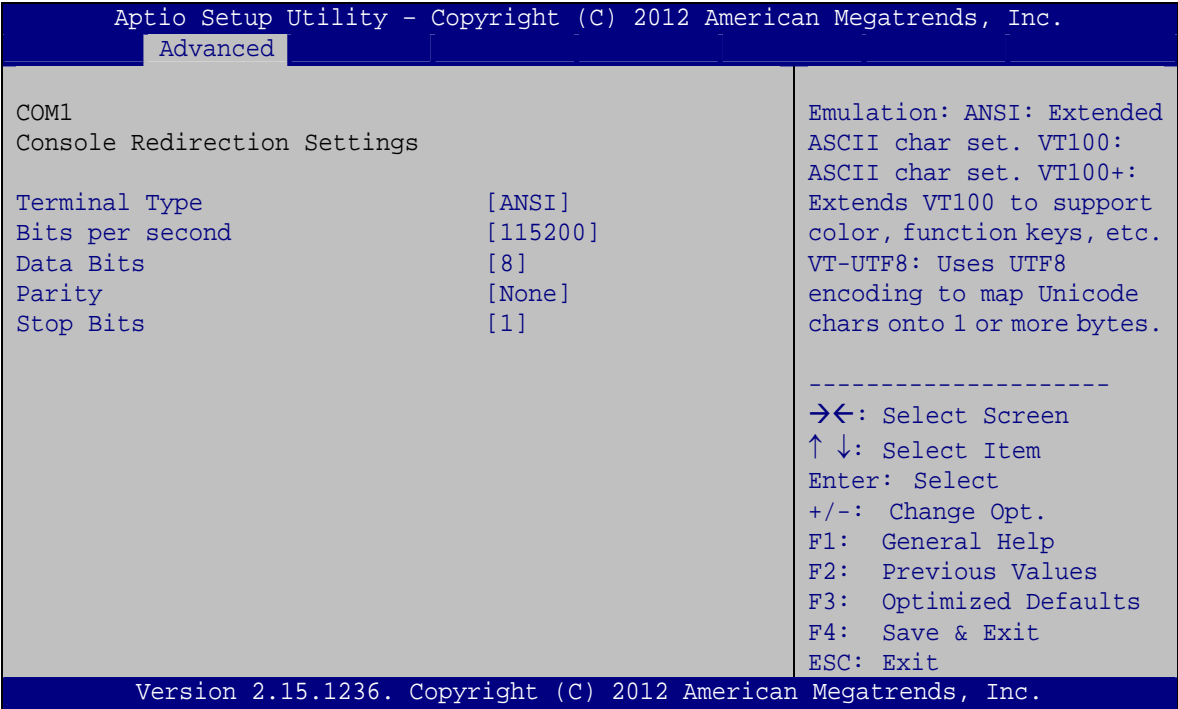 Aptio Setup Utility – Copyright (C) 2012 American Megatrends, Inc.
Advanced
COM1
Console Redirection Settings
Terminal Type [ANSI]
Bits per second [115200]
Data Bits [8]
Parity [None]
Stop Bits [1]
Emulation: ANSI: Extended
ASCII char set. VT100:
ASCII char set. VT100+:
Extends VT100 to support
color, function keys, etc.
VT-UTF8: Uses UTF8
encoding to map Unicode
chars onto 1 or more bytes.
---------------------
→←: Select Screen
↑ ↓: Select Item
Enter: Select
+/-: Change Opt.
F1: General Help
F2: Previous Values
F3: Optimized Defaults
F4: Save & Exit
ESC: Exit
Version 2.15.1236. Copyright (C) 2012 American Megatrends, Inc.